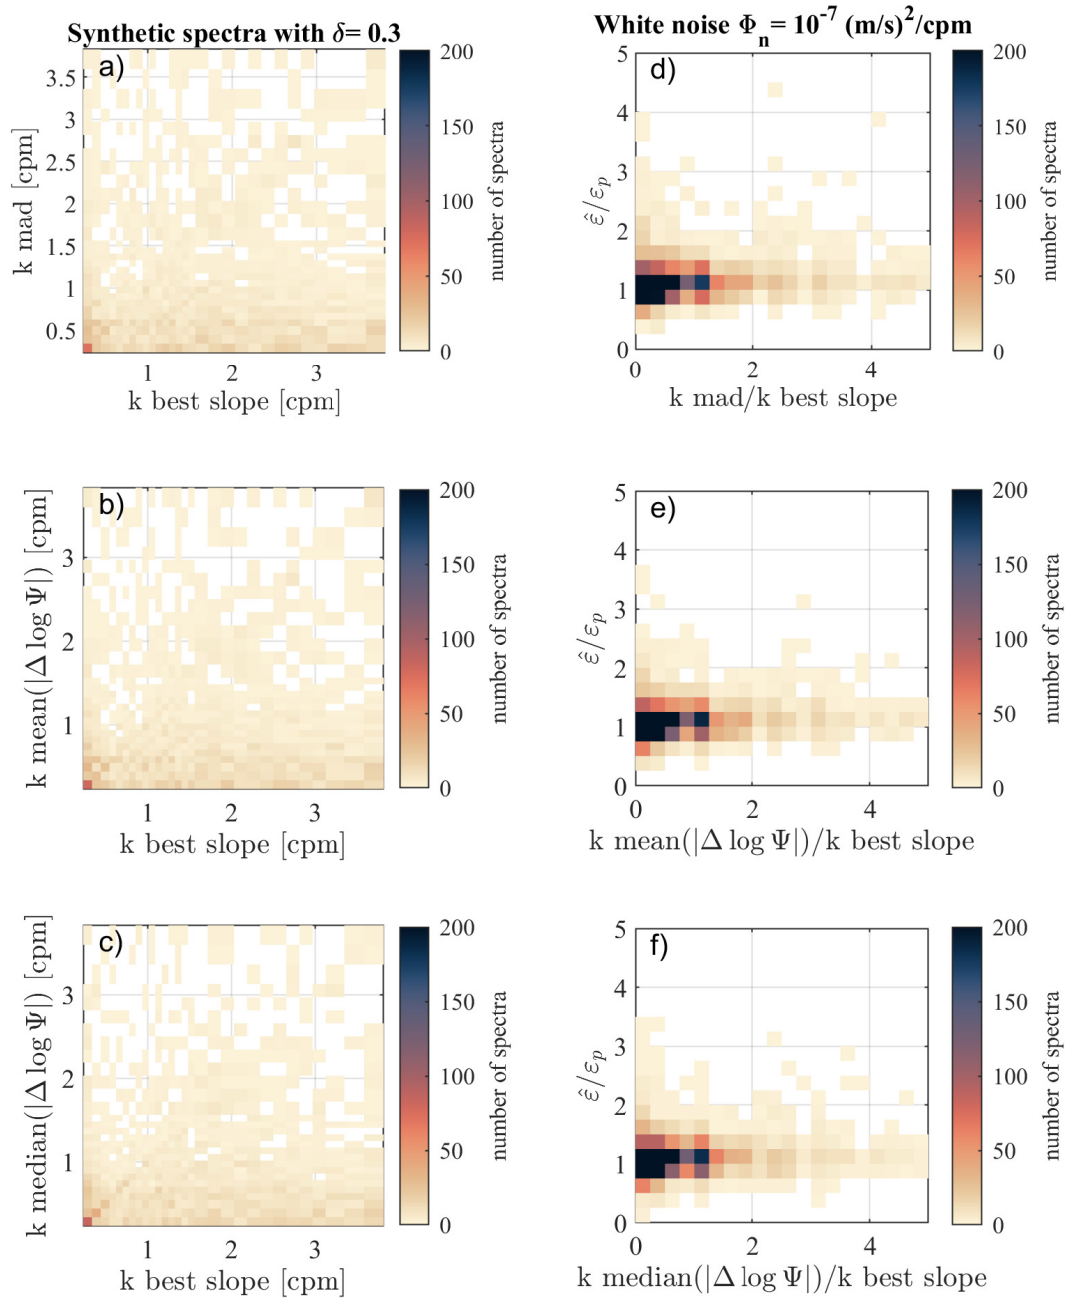 Synthetic spectra with δ= 0.3
a)
3.5
3
2.5
2
1.5
1
0.5
k mad [cpm]
1 2 3
k best slope [cpm]
200
150
100
50
0
number of spectra
White noise Φn= 10-7 (m/s)2/cpm
d)
5
4
3
2
1
0
ε̂/εp
0 2 4
k mad/k best slope
200
150
100
50
0
number of spectra
b)
3
2
1
k mean(|Δ log Ψ|) [cpm]
1 2 3
k best slope [cpm]
200
150
100
50
0
number of spectra
e)
5
4
3
2
1
0
ε̂/εp
0 2 4
k mean(|Δ log Ψ|)/k best slope
200
150
100
50
0
number of spectra
c)
3
2
1
k median(|Δ log Ψ|) [cpm]
1 2 3
k best slope [cpm]
200
150
100
50
0
number of spectra
f)
5
4
3
2
1
0
ε̂/εp
0 2 4
k median(|Δ log Ψ|)/k best slope
200
150
100
50
0
number of spectra